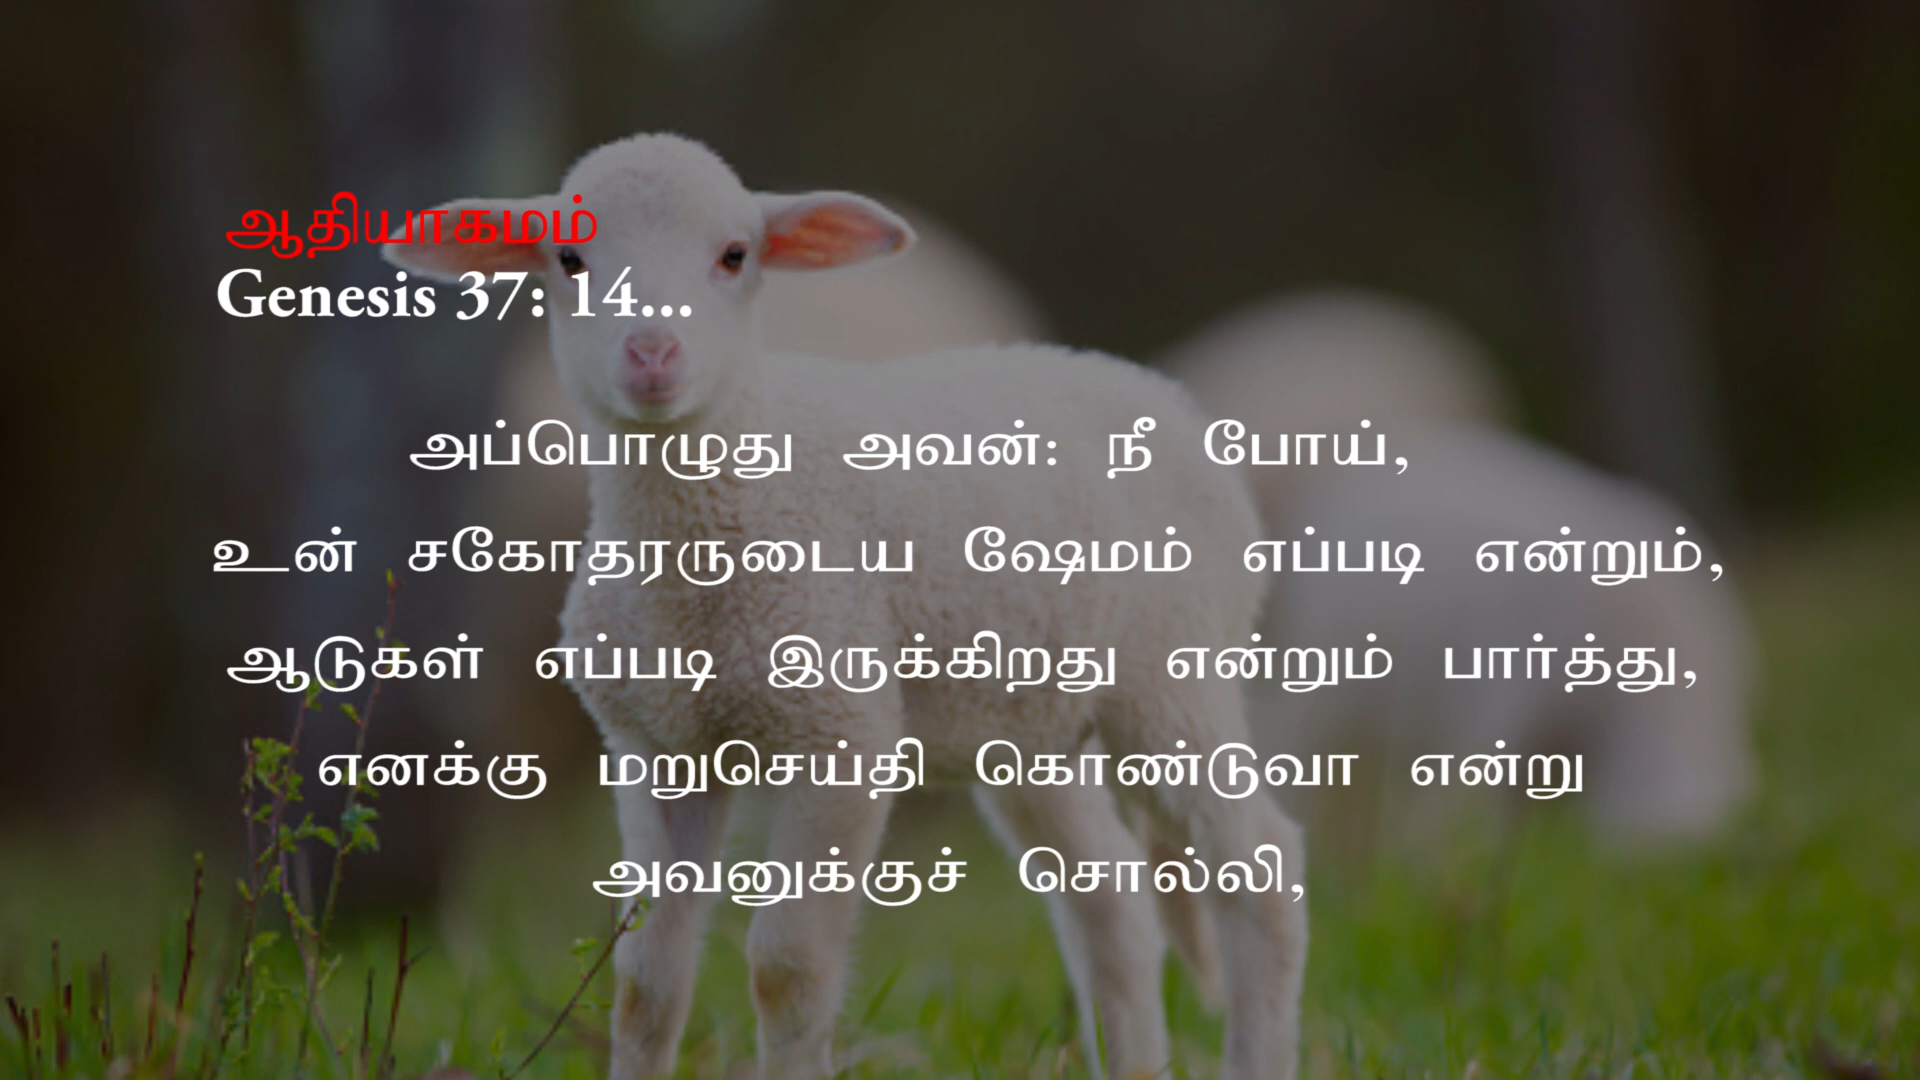 ஆதியாகமம்
Genesis 37: 14...
அப்பொழுது அவன்: நீ போய்,
உன் சகோதரருடைய ஷேமம் எப்படி என்றும்,
ஆடுகள் எப்படி இருக்கிறது என்றும் பார்த்து,
எனக்கு மறுசெய்தி கொண்டுவா என்று
அவனுக்குச் சொல்லி,